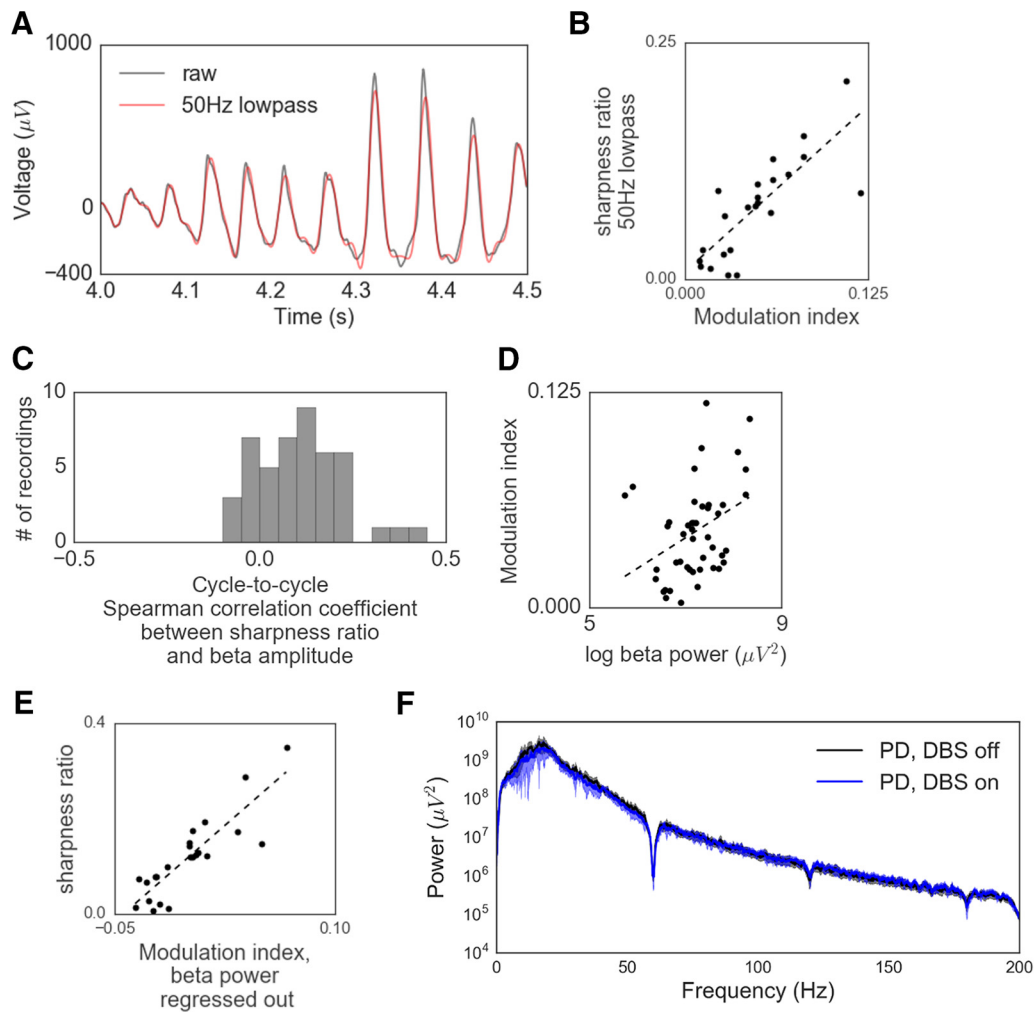 A
1000
0
−400
Voltage (μV)
raw
50Hz lowpass
4.0 4.1 4.2 4.3 4.4 4.5
Time (s)
B
0.25
0.00
sharpness ratio
50Hz lowpass
0.000 0.125
Modulation index
C
10
5
0
# of recordings
−0.5 0.0 0.5
Cycle-to-cycle
Spearman correlation coefficient
between sharpness ratio
and beta amplitude
D
0.125
0.000
Modulation index
5 9
log beta power (μV²)
E
0.4
0.0
sharpness ratio
−0.05 0.10
Modulation index,
beta power
regressed out
F
10¹⁰
10⁹
10⁸
10⁷
10⁶
10⁵
10⁴
Power (μV²)
PD, DBS off
PD, DBS on
0 50 100 150 200
Frequency (Hz)